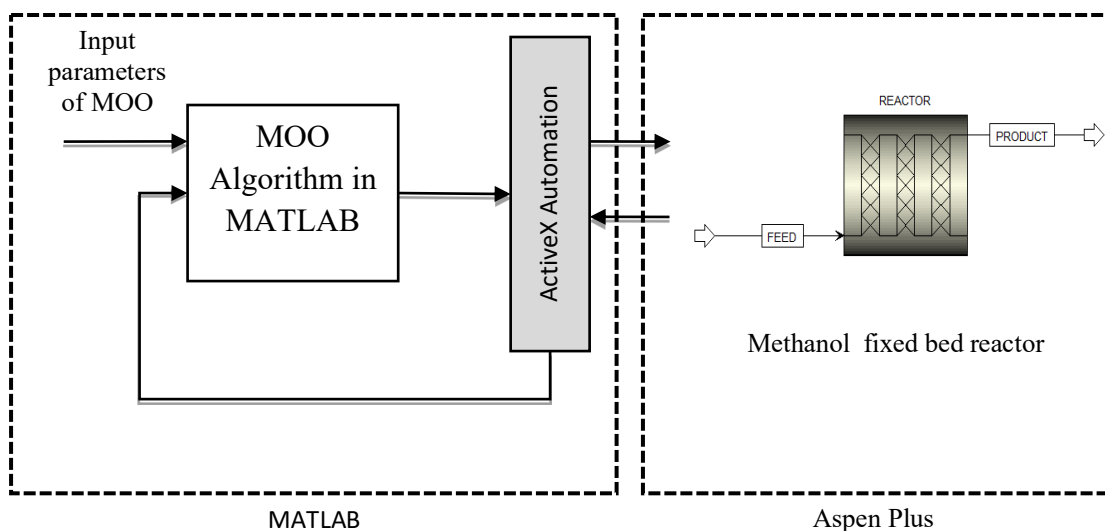 Input
parameters
of MOO
MOO
Algorithm in
MATLAB
ActiveX Automation
MATLAB
REACTOR
PRODUCT
FEED
Methanol fixed bed reactor
Aspen Plus